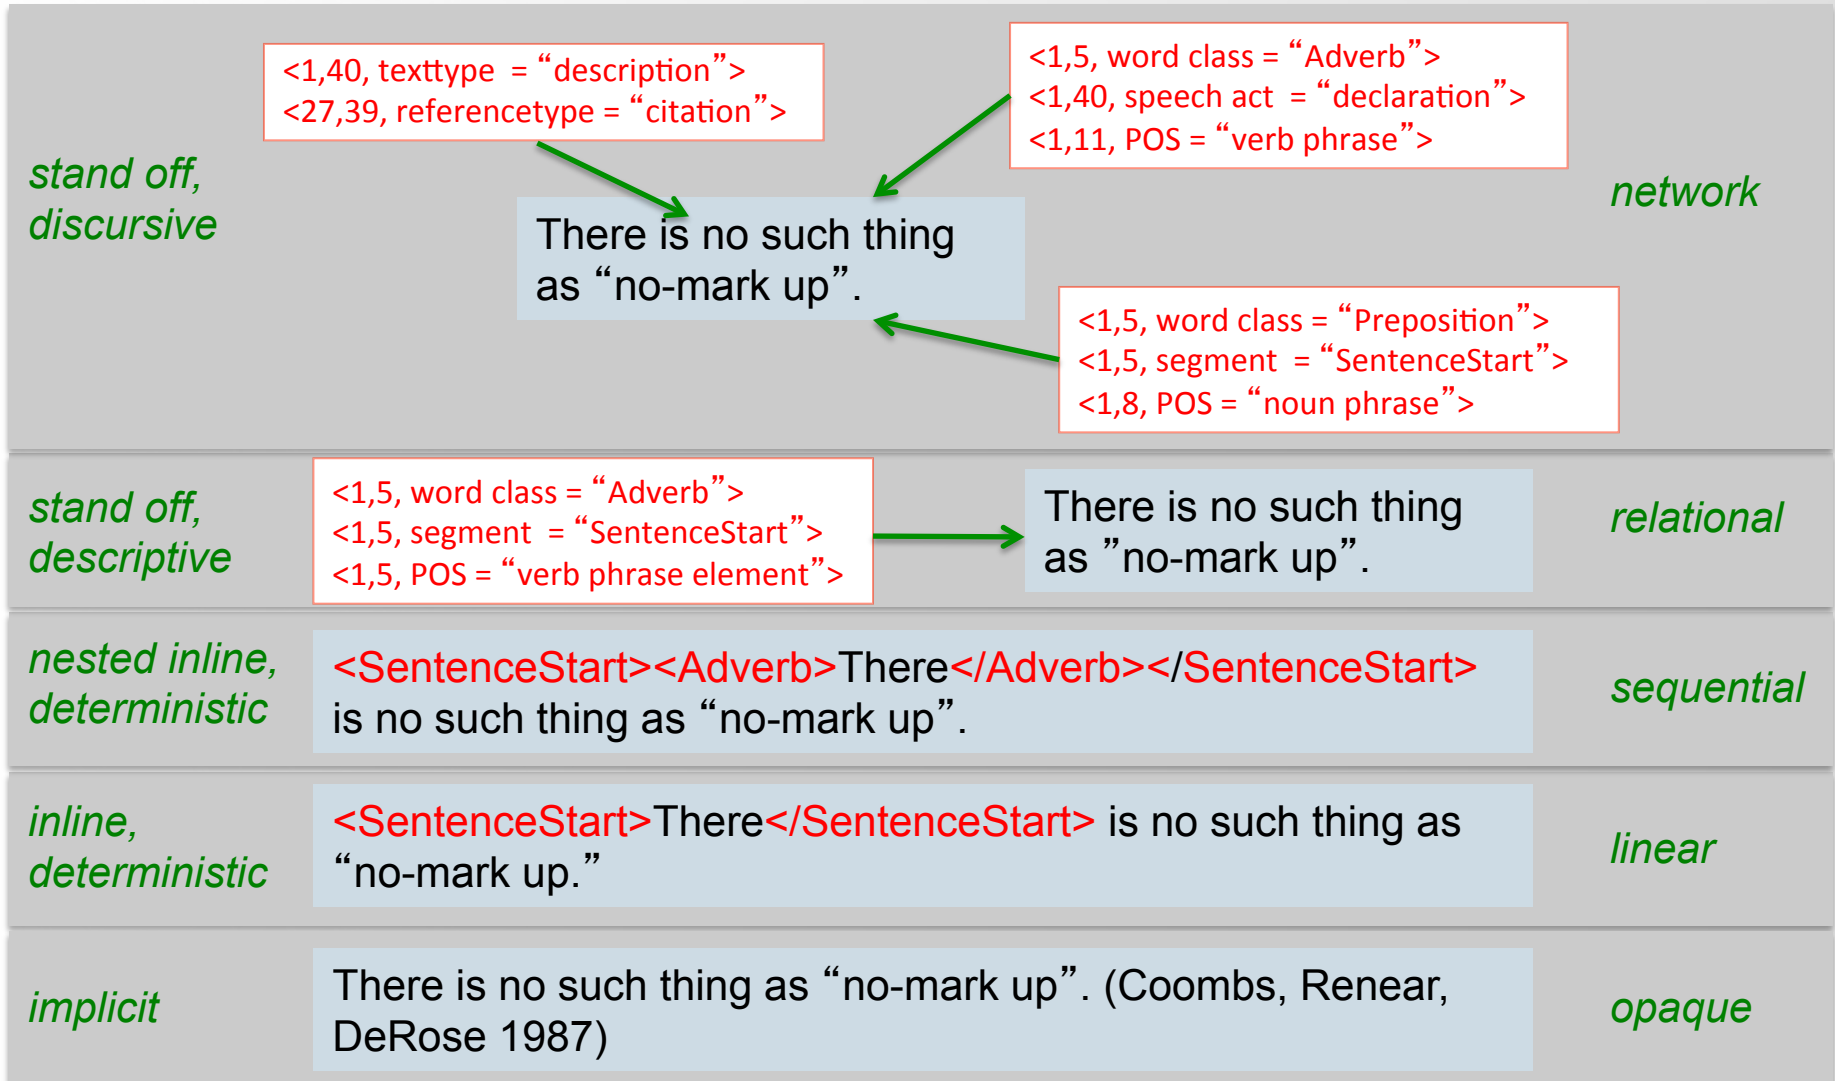 <1,40, texttype  = “description”>
<27,39, referencetype = “citation”>
<1,5, word class = “Adverb”>
<1,40, speech act  = “declaration”>
<1,11, POS = “verb phrase”>
stand off,
discursive
There is no such thing
as “no-mark up”.
network
<1,5, word class = “Preposition”>
<1,5, segment  = “SentenceStart”>
<1,8, POS = “noun phrase”>
stand off,
descriptive
<1,5, word class = “Adverb”>
<1,5, segment  = “SentenceStart”>
<1,5, POS = “verb phrase element”>
There is no such thing
as ”no-mark up”.
relational
nested inline,
deterministic
<SentenceStart><Adverb>There</Adverb></SentenceStart>
is no such thing as “no-mark up”.
sequential
inline,
deterministic
<SentenceStart>There</SentenceStart> is no such thing as
“no-mark up.”
linear
implicit
There is no such thing as “no-mark up”. (Coombs, Renear,
DeRose 1987)
opaque